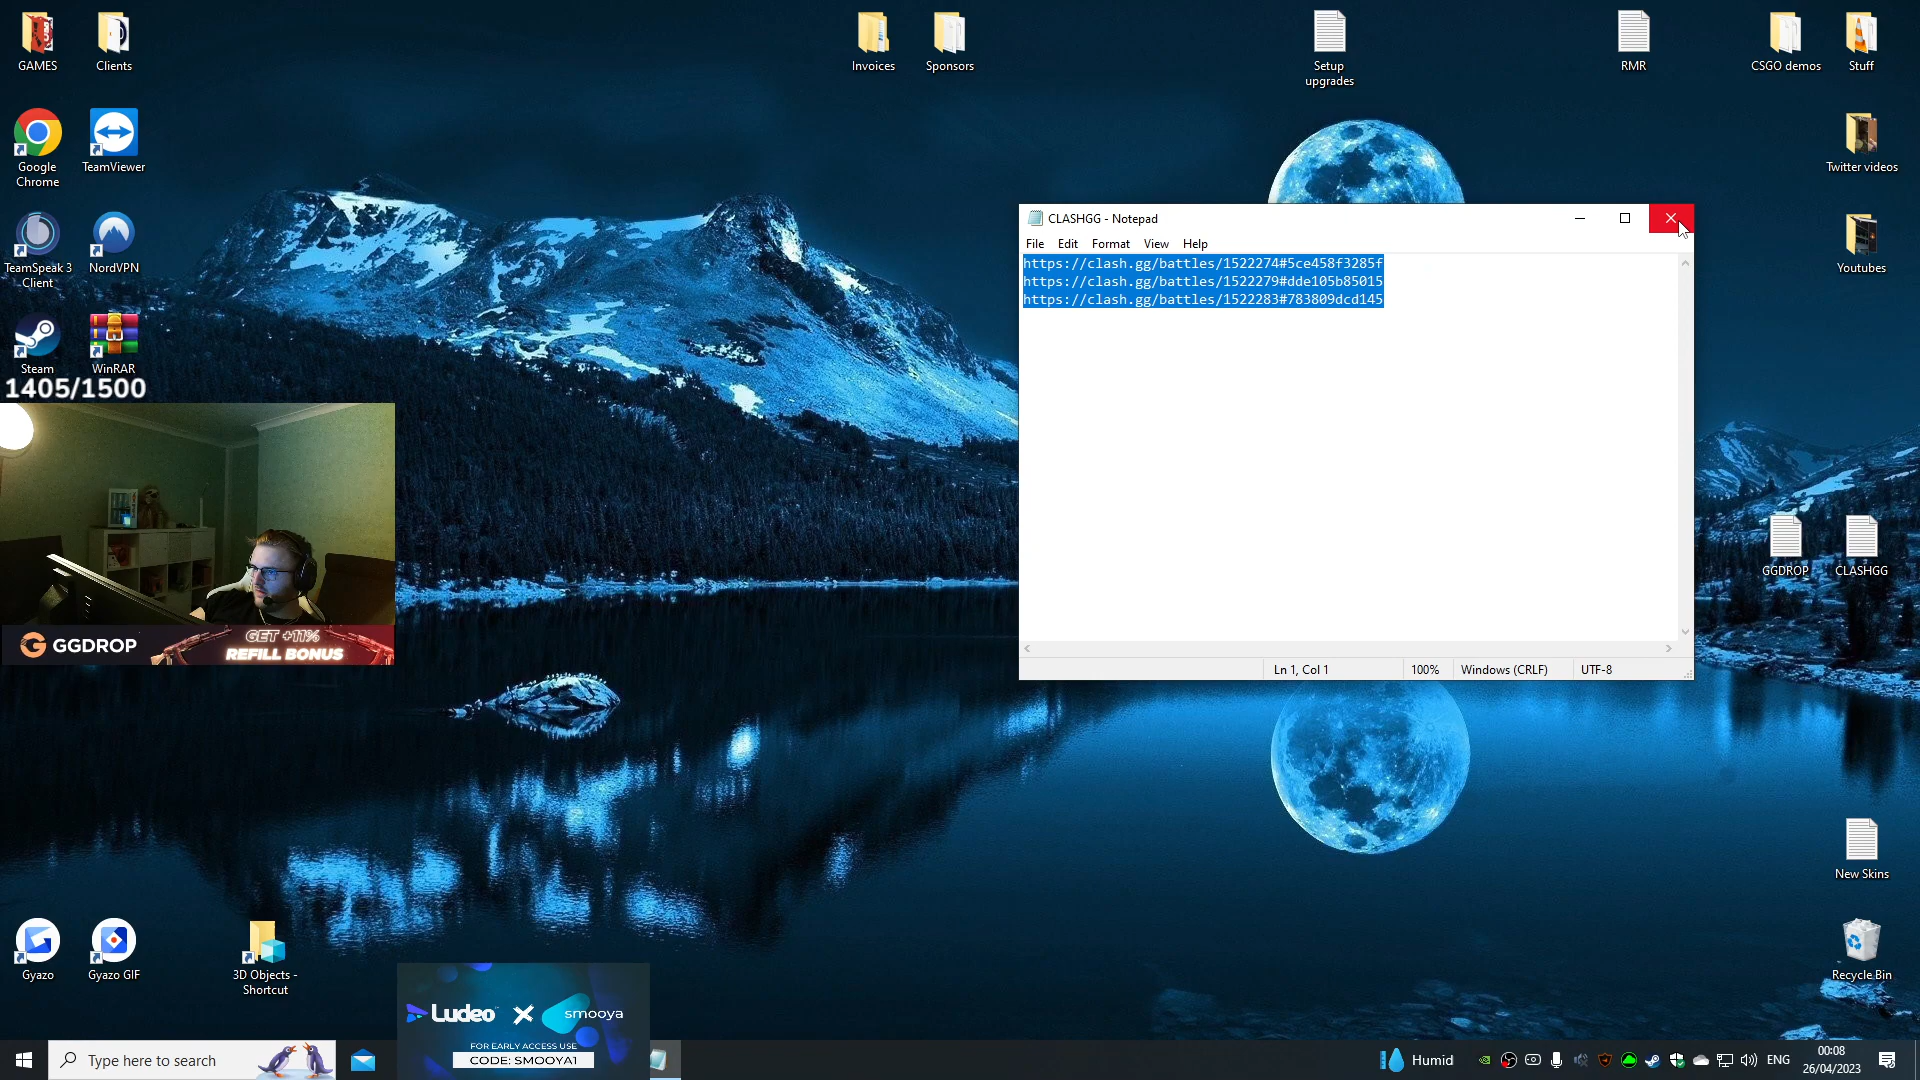 GAMES
Clients
Invoices
Sponsors
Setup
upgrades
RMR
CSGO demos
Stuff
Google
Chrome
TeamViewer
Twitter videos
CLASHGG - Notepad
File Edit Format View Help
https://clash.gg/battles/1522274#5ce458f3285f
https://clash.gg/battles/1522279#dde105b85015
https://clash.gg/battles/1522283#783809dcd145
TeamSpeak 3
Client
NordVPN
Youtubes
Steam
WinRAR
1405/1500
GGDROP
CLASHGG
GGDROP
GET +11%
REFILL BONUS
Ln 1, Col 1
100%
Windows (CRLF)
UTF-8
New Skins
Gyazo
Gyazo GIF
3D Objects -
Shortcut
Recycle Bin
Ludeo
smooya
FOR EARLY ACCESS USE
CODE: SMOOYA1
Type here to search
Humid
ENG
00:08
26/04/2023